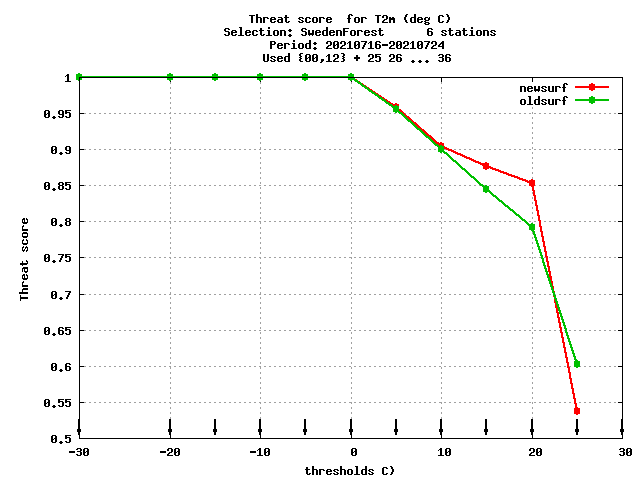 Threat score for T2m (deg C)
Selection: SwedenForest 6 stations
Period: 20210716-20210724
Used {00,12} + 25 26 ... 36
newsurf
oldsurf
1
0.95
0.9
0.85
0.8
0.75
0.7
0.65
0.6
0.55
0.5
Threat score
-30 -20 -10 0 10 20 30
thresholds C)